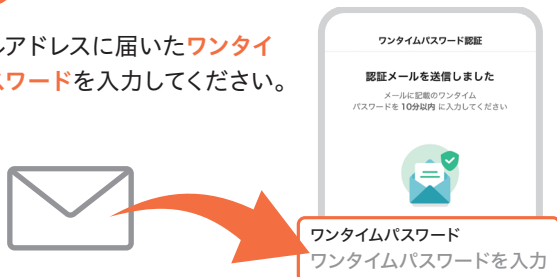 ルアドレスに届いたワンタイ
スワードを入力してください。
ワンタイムパスワード認証
認証メールを送信しました
メールに記載のワンタイム
パスワードを10分以内 に入力してください
ワンタイムパスワード
ワンタイムパスワードを入力